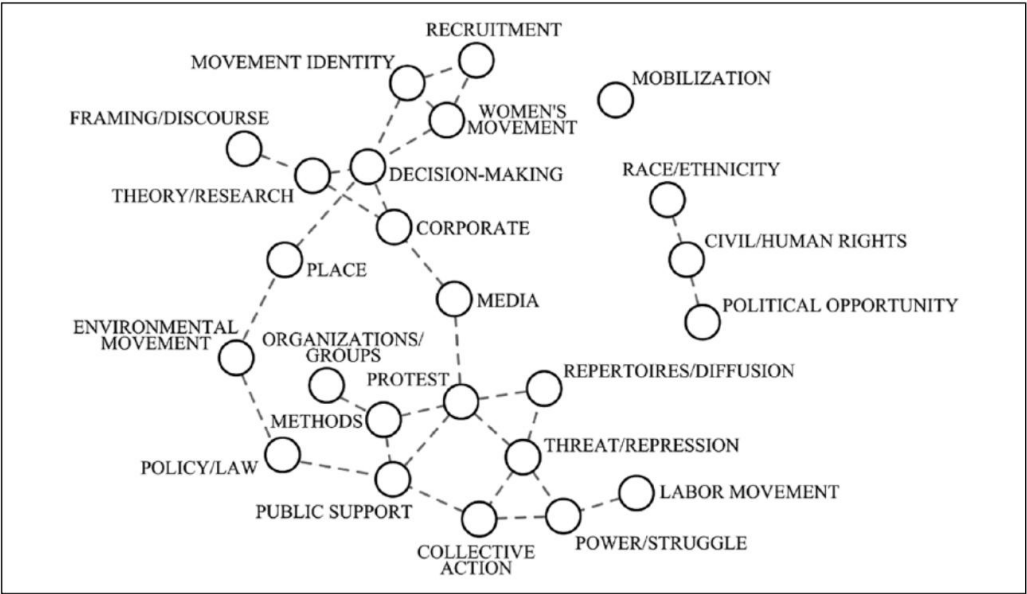 RECRUITMENT
MOVEMENT IDENTITY
MOBILIZATION
WOMEN'S
MOVEMENT
FRAMING/DISCOURSE
DECISION-MAKING
RACE/ETHNICITY
THEORY/RESEARCH
CORPORATE
CIVIL/HUMAN RIGHTS
PLACE
MEDIA
POLITICAL OPPORTUNITY
ENVIRONMENTAL
MOVEMENT
ORGANIZATIONS/
GROUPS
PROTEST
REPERTOIRES/DIFFUSION
METHODS
THREAT/REPRESSION
POLICY/LAW
LABOR MOVEMENT
PUBLIC SUPPORT
POWER/STRUGGLE
COLLECTIVE
ACTION